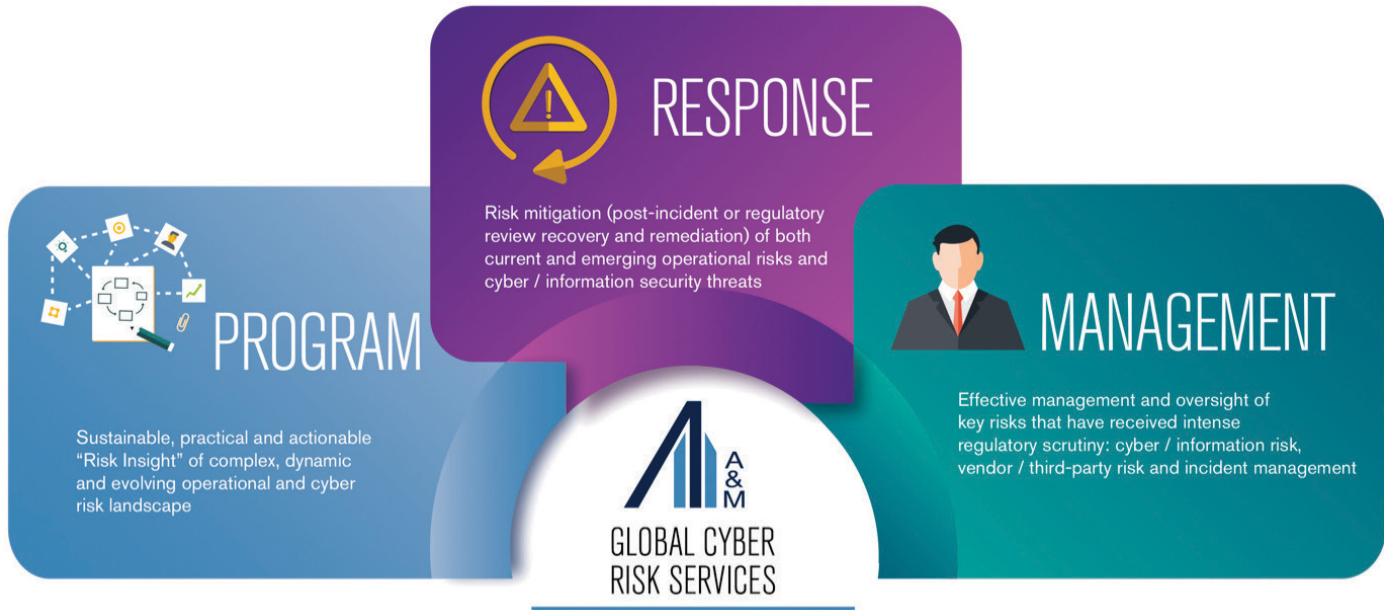 RESPONSE
Risk mitigation (post-incident or regulatory
review recovery and remediation) of both
current and emerging operational risks and
cyber / information security threats
PROGRAM
Sustainable, practical and actionable
“Risk Insight” of complex, dynamic
and evolving operational and cyber
risk landscape
MANAGEMENT
Effective management and oversight of
key risks that have received intense
regulatory scrutiny: cyber / information risk,
vendor / third-party risk and incident management
A&M
GLOBAL CYBER
RISK SERVICES